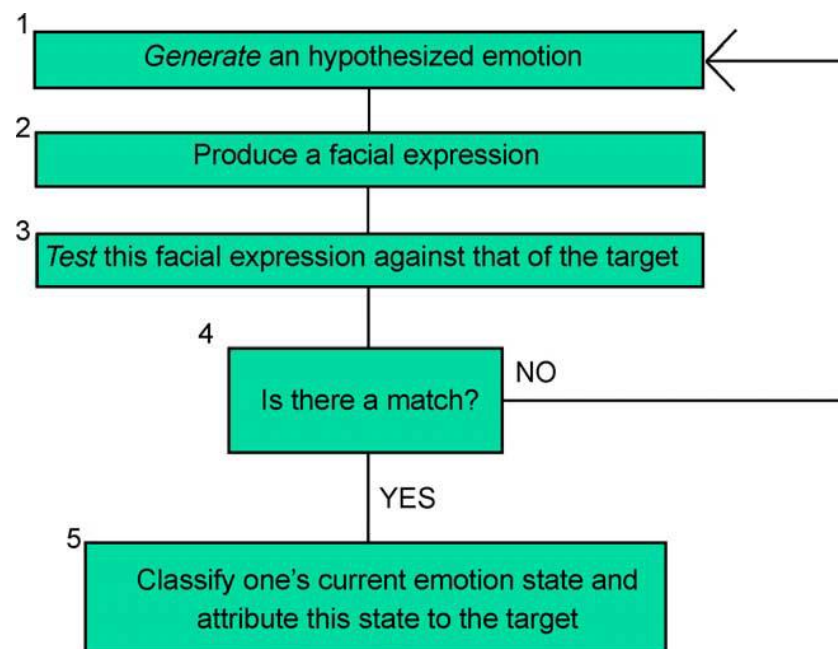 1
Generate an hypothesized emotion
2
Produce a facial expression
3
Test this facial expression against that of the target
4
Is there a match?
NO
YES
5
Classify one's current emotion state and
attribute this state to the target